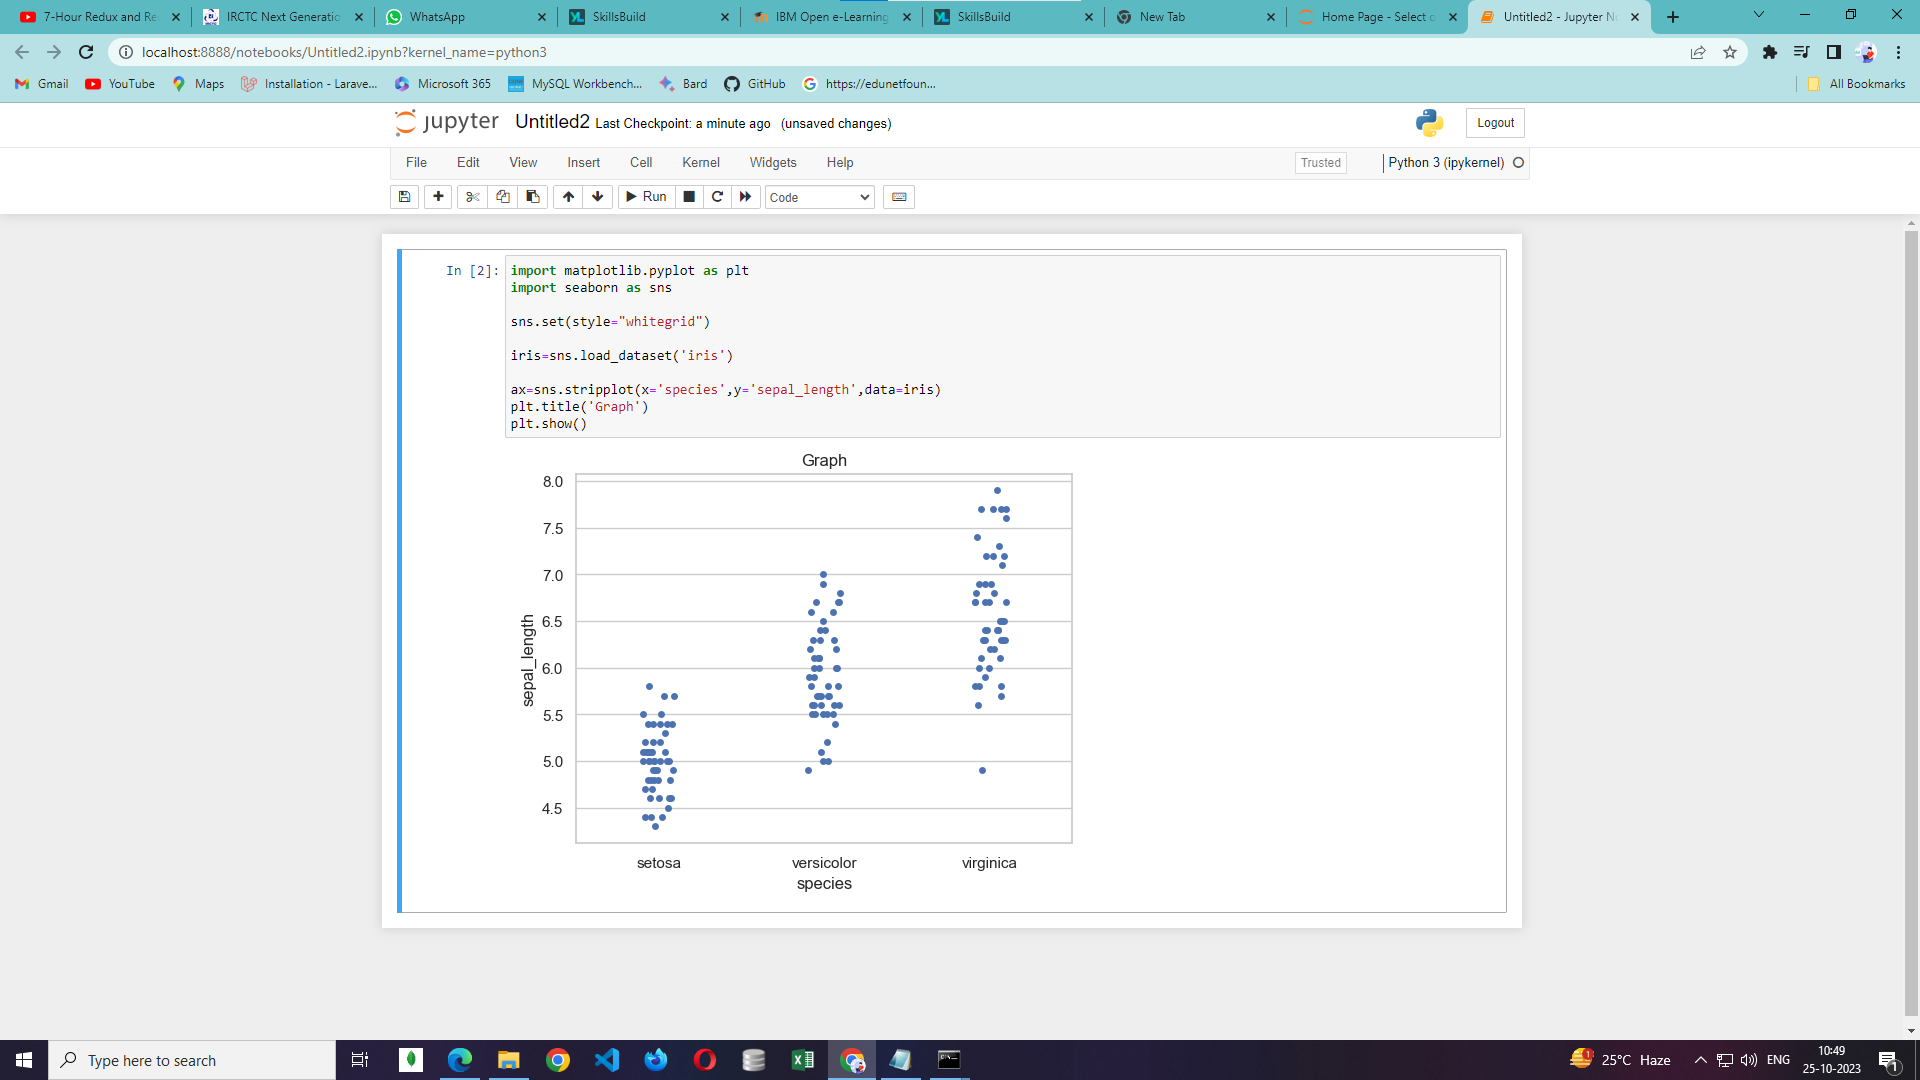 7-Hour Redux and Re
IRCTC Next Generatio
WhatsApp
SkillsBuild
IBM Open e-Learning
SkillsBuild
New Tab
Home Page - Select o
Untitled2 - Jupyter No
localhost:8888/notebooks/Untitled2.ipynb?kernel_name=python3
Gmail
YouTube
Maps
Installation - Larave...
Microsoft 365
MySQL Workbench...
Bard
GitHub
https://edunetfoun...
All Bookmarks
jupyter Untitled2 Last Checkpoint: a minute ago (unsaved changes)
Logout
File Edit View Insert Cell Kernel Widgets Help
Trusted
Python 3 (ipykernel)
Run
Code
In [2]:
import matplotlib.pyplot as plt
import seaborn as sns
sns.set(style="whitegrid")
iris=sns.load_dataset('iris')
ax=sns.stripplot(x='species',y='sepal_length',data=iris)
plt.title('Graph')
plt.show()
Graph
8.0
7.5
7.0
6.5
6.0
5.5
5.0
4.5
sepal_length
setosa versicolor virginica
species
Type here to search
1
25°C Haze
ENG
10:49
25-10-2023
1